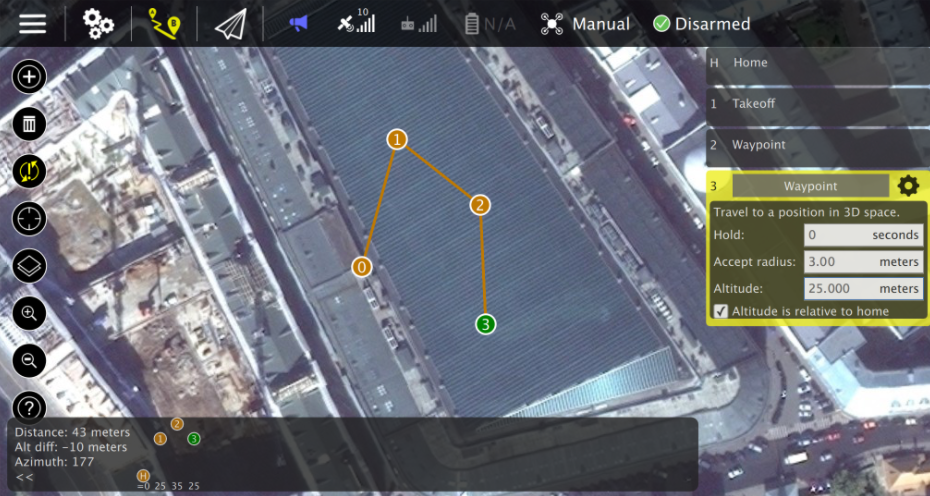 10
N/A
Manual
Disarmed
H Home
1 Takeoff
2 Waypoint
3 Waypoint
Travel to a position in 3D space.
Hold: 0 seconds
Accept radius: 3.00 meters
Altitude: 25.000 meters
Altitude is relative to home
1
2
0
3
?
Distance: 43 meters
Alt diff: -10 meters
Azimuth: 177
<<
2
1
3
H
=0 25 35 25